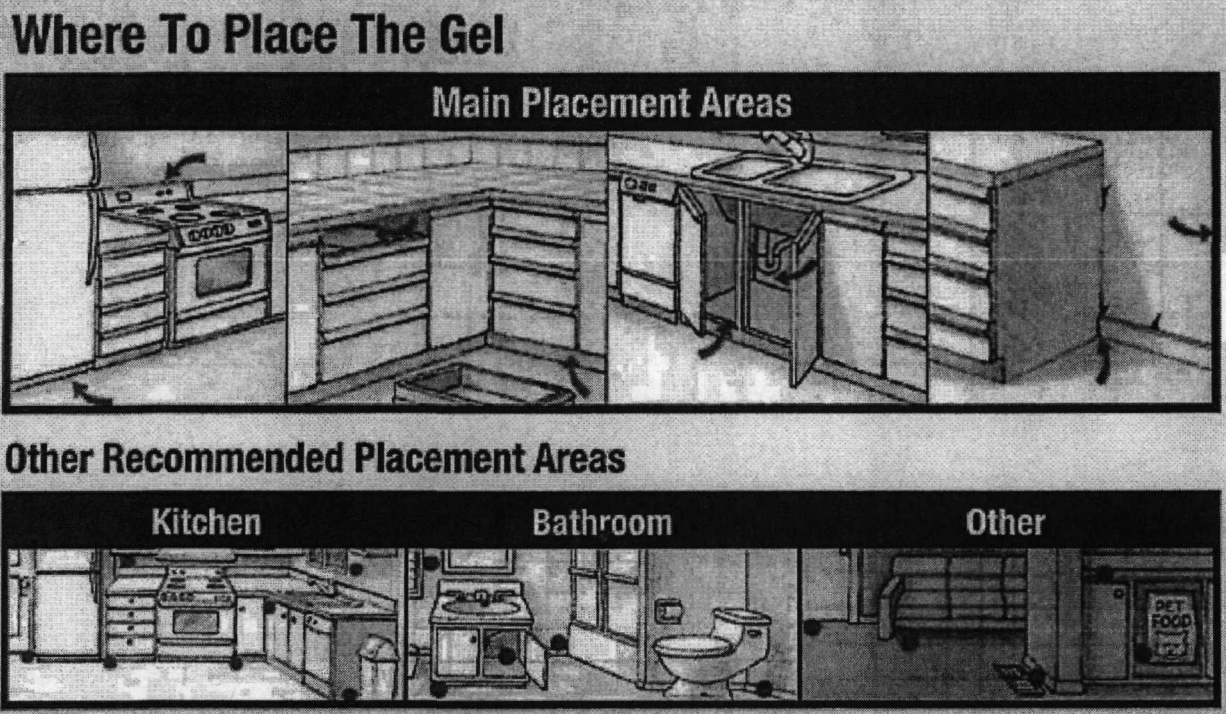 Where To Place The Gel
Main Placement Areas
Other Recommended Placement Areas
Kitchen
Bathroom
Other
PET
FOOD